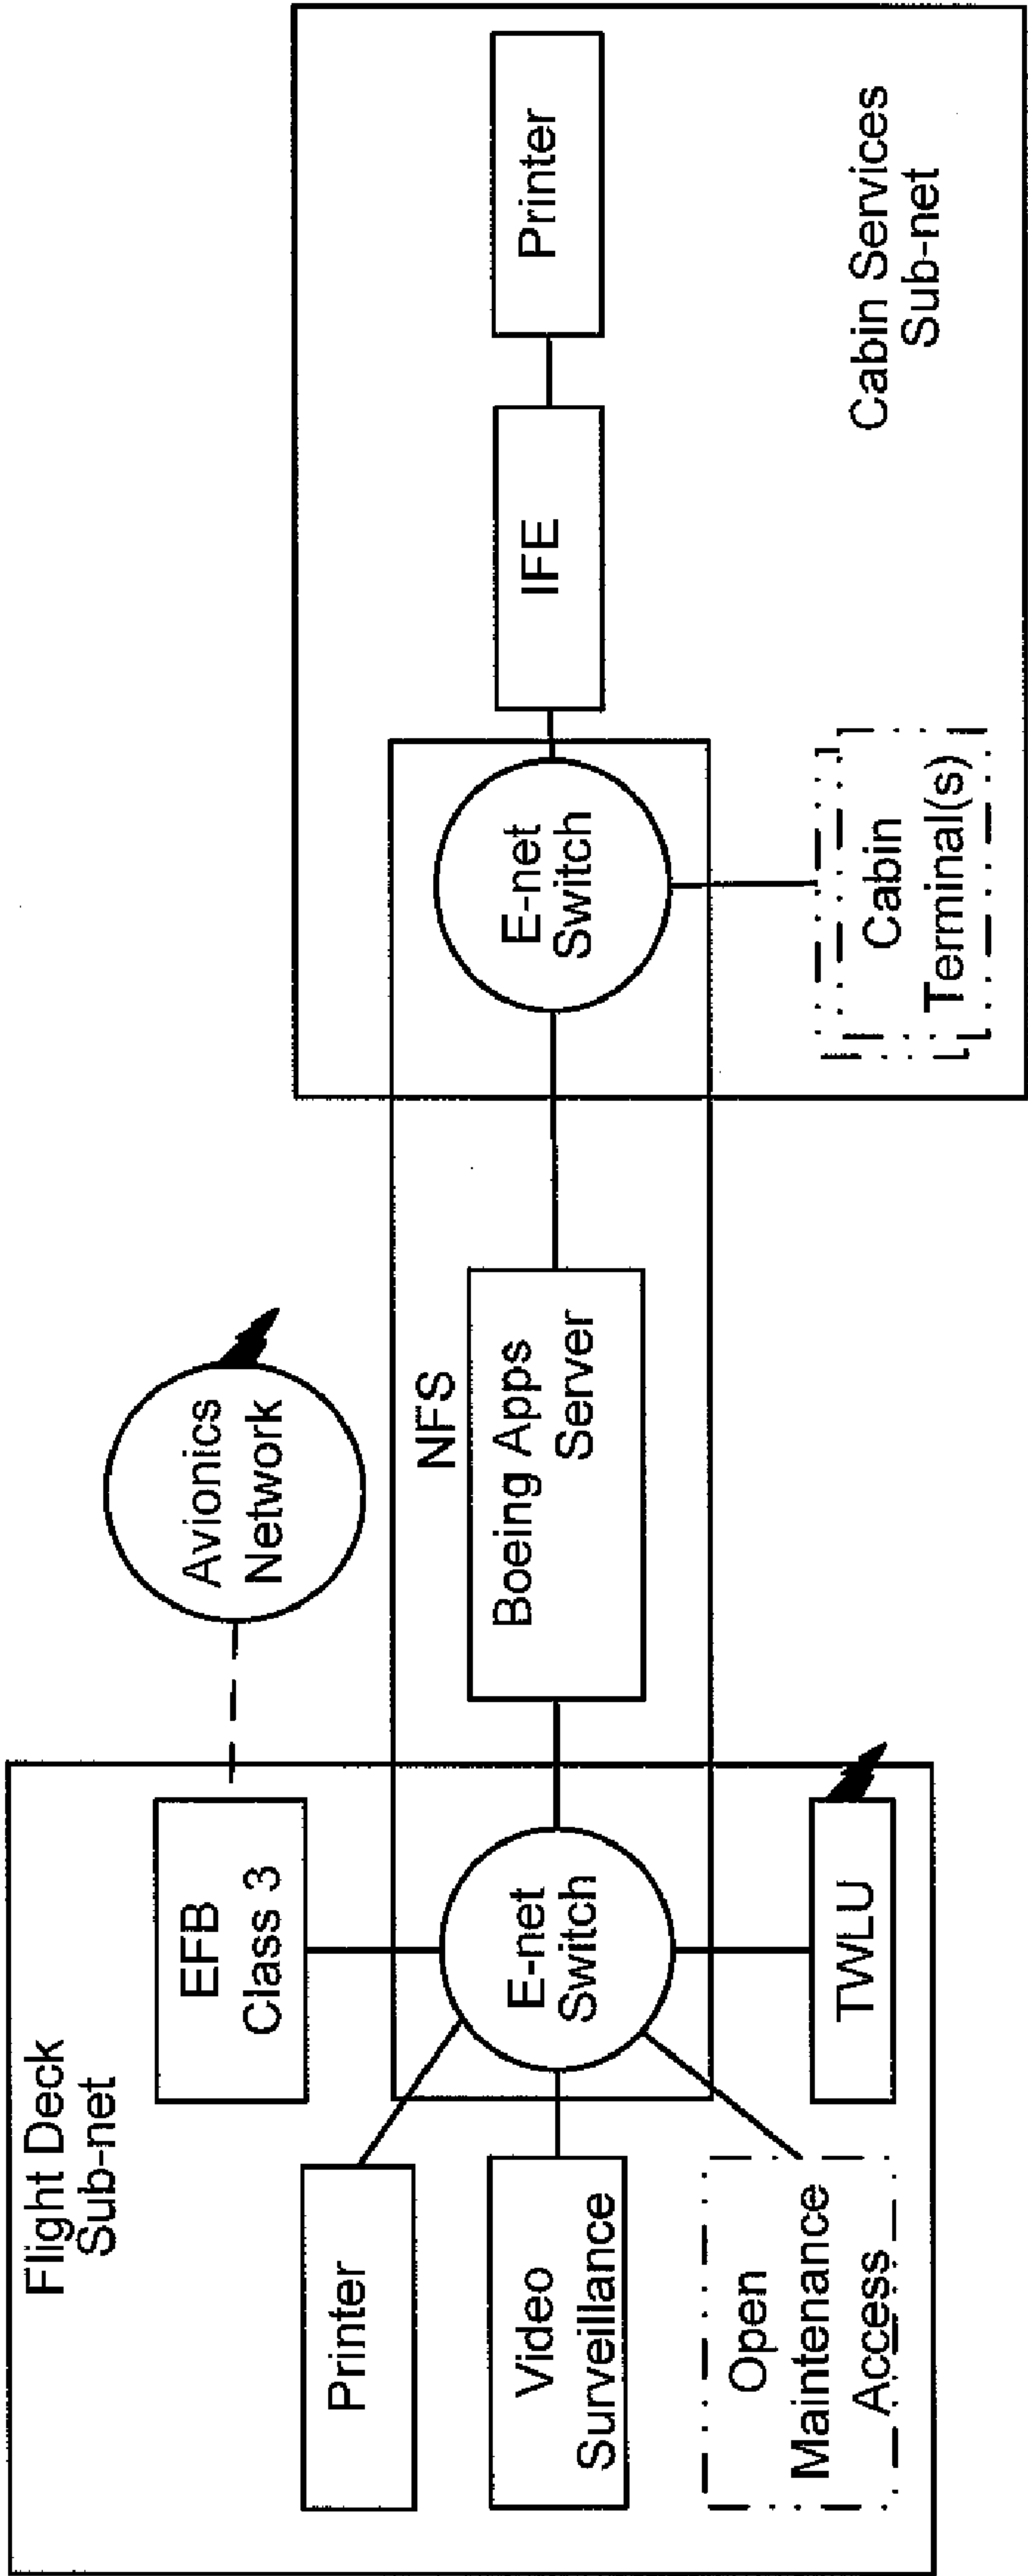 Flight Deck
Sub-net
Printer
Video
Surveillance
Open
Maintenance
Access
EFB
Class 3
E-net
Switch
TWLU
Avionics
Network
NFS
Boeing Apps
Server
E-net
Switch
Cabin
Terminal(s)
IFE
Printer
Cabin Services
Sub-net